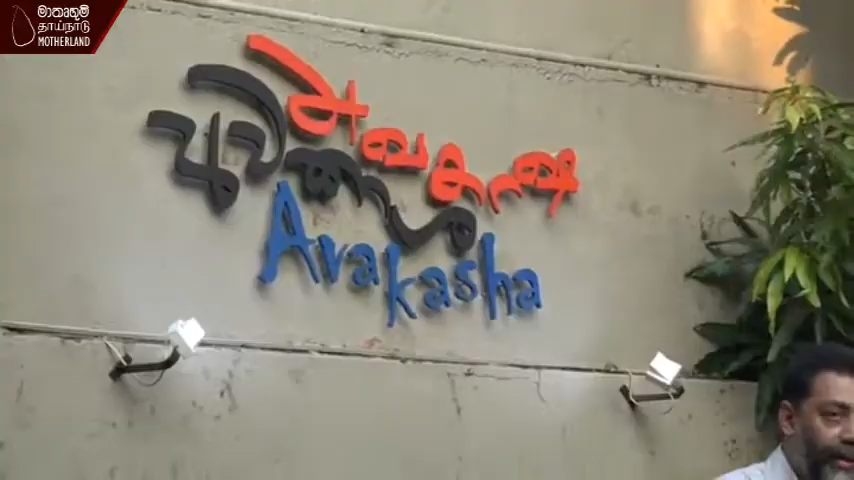 මාතෘභූමි
தாய்நாடு
MOTHERLAND
அவகாஷ
අවකාශ
Avakasha